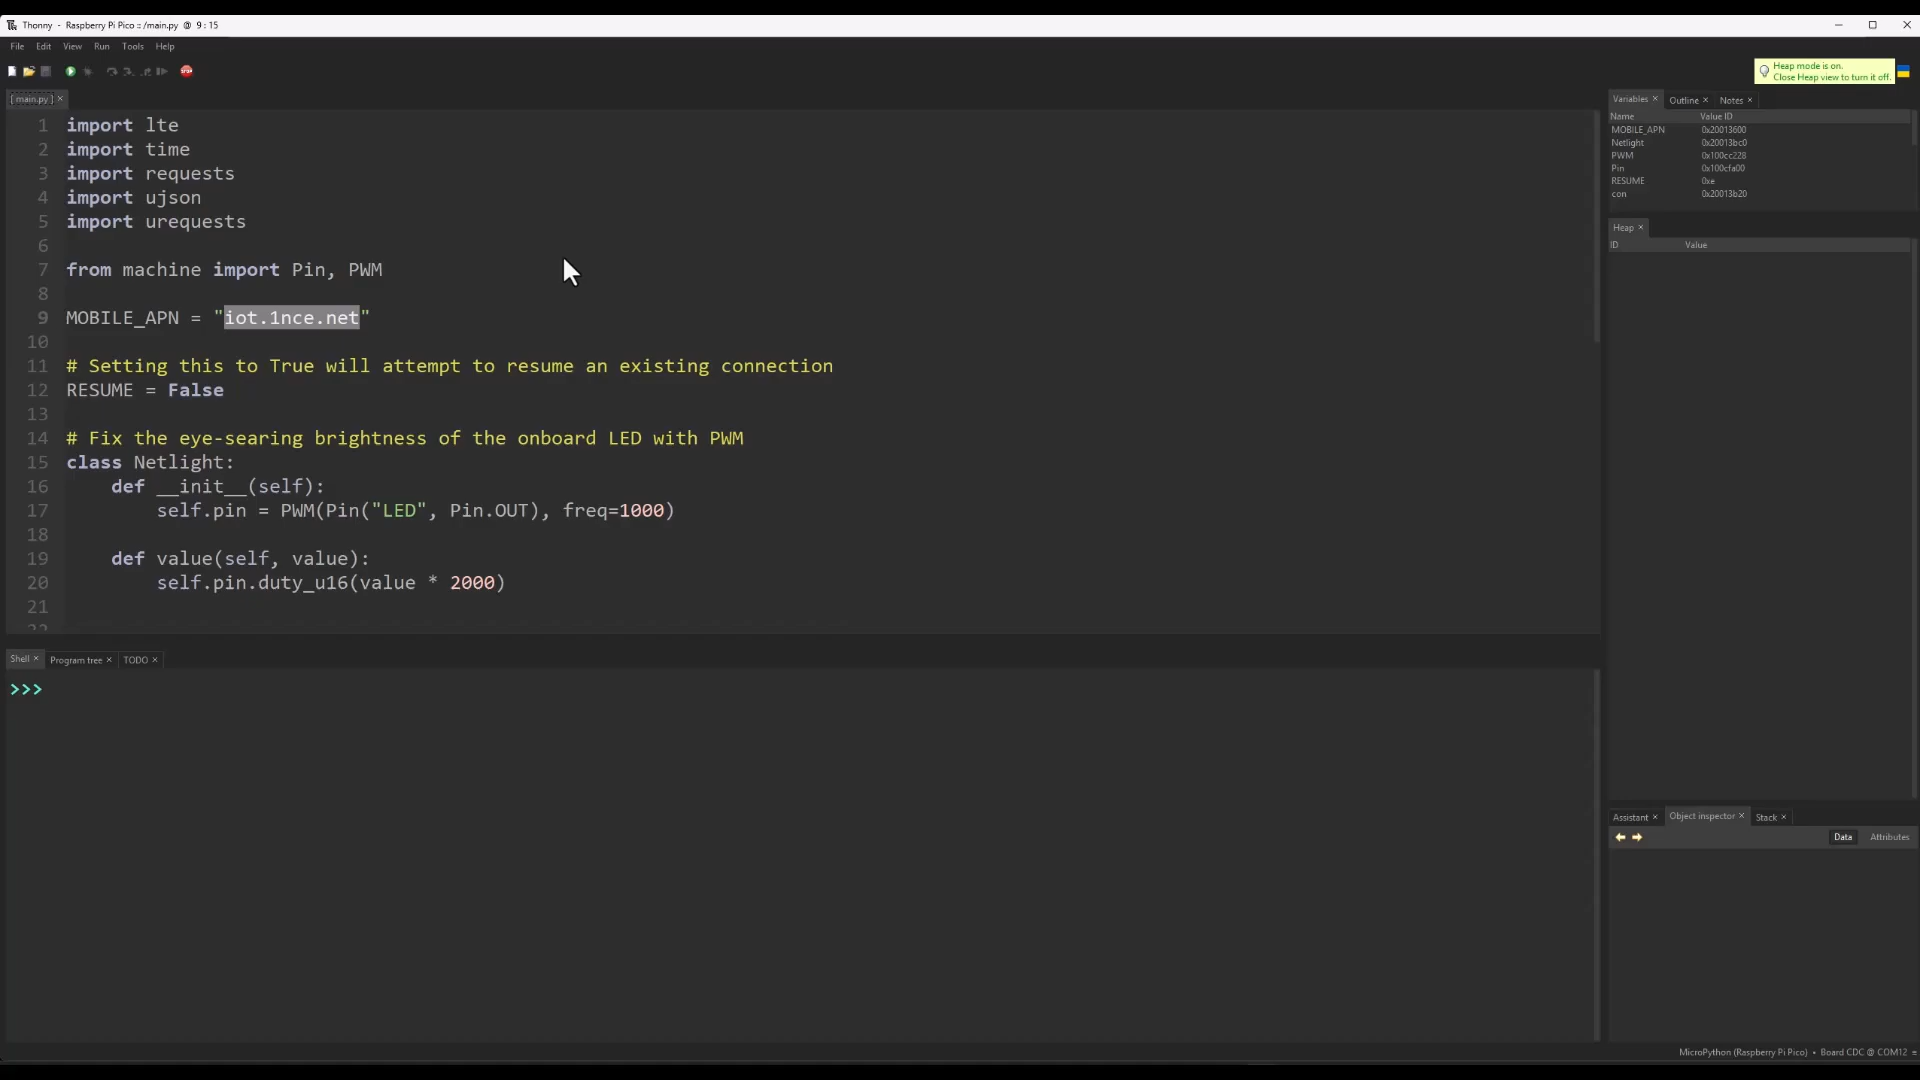 Thonny - Raspberry Pi Pico :: /main.py @ 9 : 15
File Edit View Run Tools Help
STOP
Heap mode is on.
Close Heap view to turn it off.
[ main.py ] ×
1 import lte
2 import time
3 import requests
4 import ujson
5 import urequests
6
7 from machine import Pin, PWM
8
9 MOBILE_APN = "iot.1nce.net"
10
11 # Setting this to True will attempt to resume an existing connection
12 RESUME = False
13
14 # Fix the eye-searing brightness of the onboard LED with PWM
15 class Netlight:
16     def __init__(self):
17         self.pin = PWM(Pin("LED", Pin.OUT), freq=1000)
18
19     def value(self, value):
20         self.pin.duty_u16(value * 2000)
21
22
Variables × Outline × Notes ×
Name Value ID
MOBILE_APN 0x20013600
Netlight 0x20013bc0
PWM 0x100cc228
Pin 0x100cfa00
RESUME 0xe
con 0x20013b20
Heap ×
ID Value
Shell × Program tree × TODO ×
>>>
Assistant × Object inspector × Stack ×
Data Attributes
MicroPython (Raspberry Pi Pico) • Board CDC @ COM12 ≡